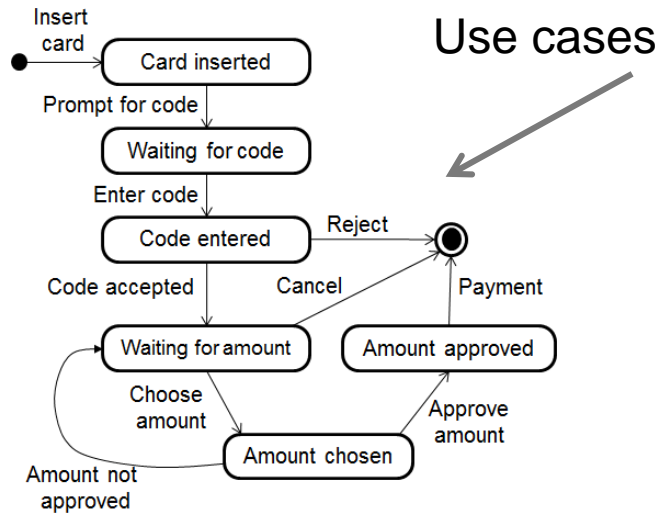 Insert
card
Use cases
Card inserted
Prompt for code
Waiting for code
Enter code
Code entered
Reject
Code accepted
Cancel
Payment
Waiting for amount
Amount approved
Choose
amount
Approve
amount
Amount chosen
Amount not
approved